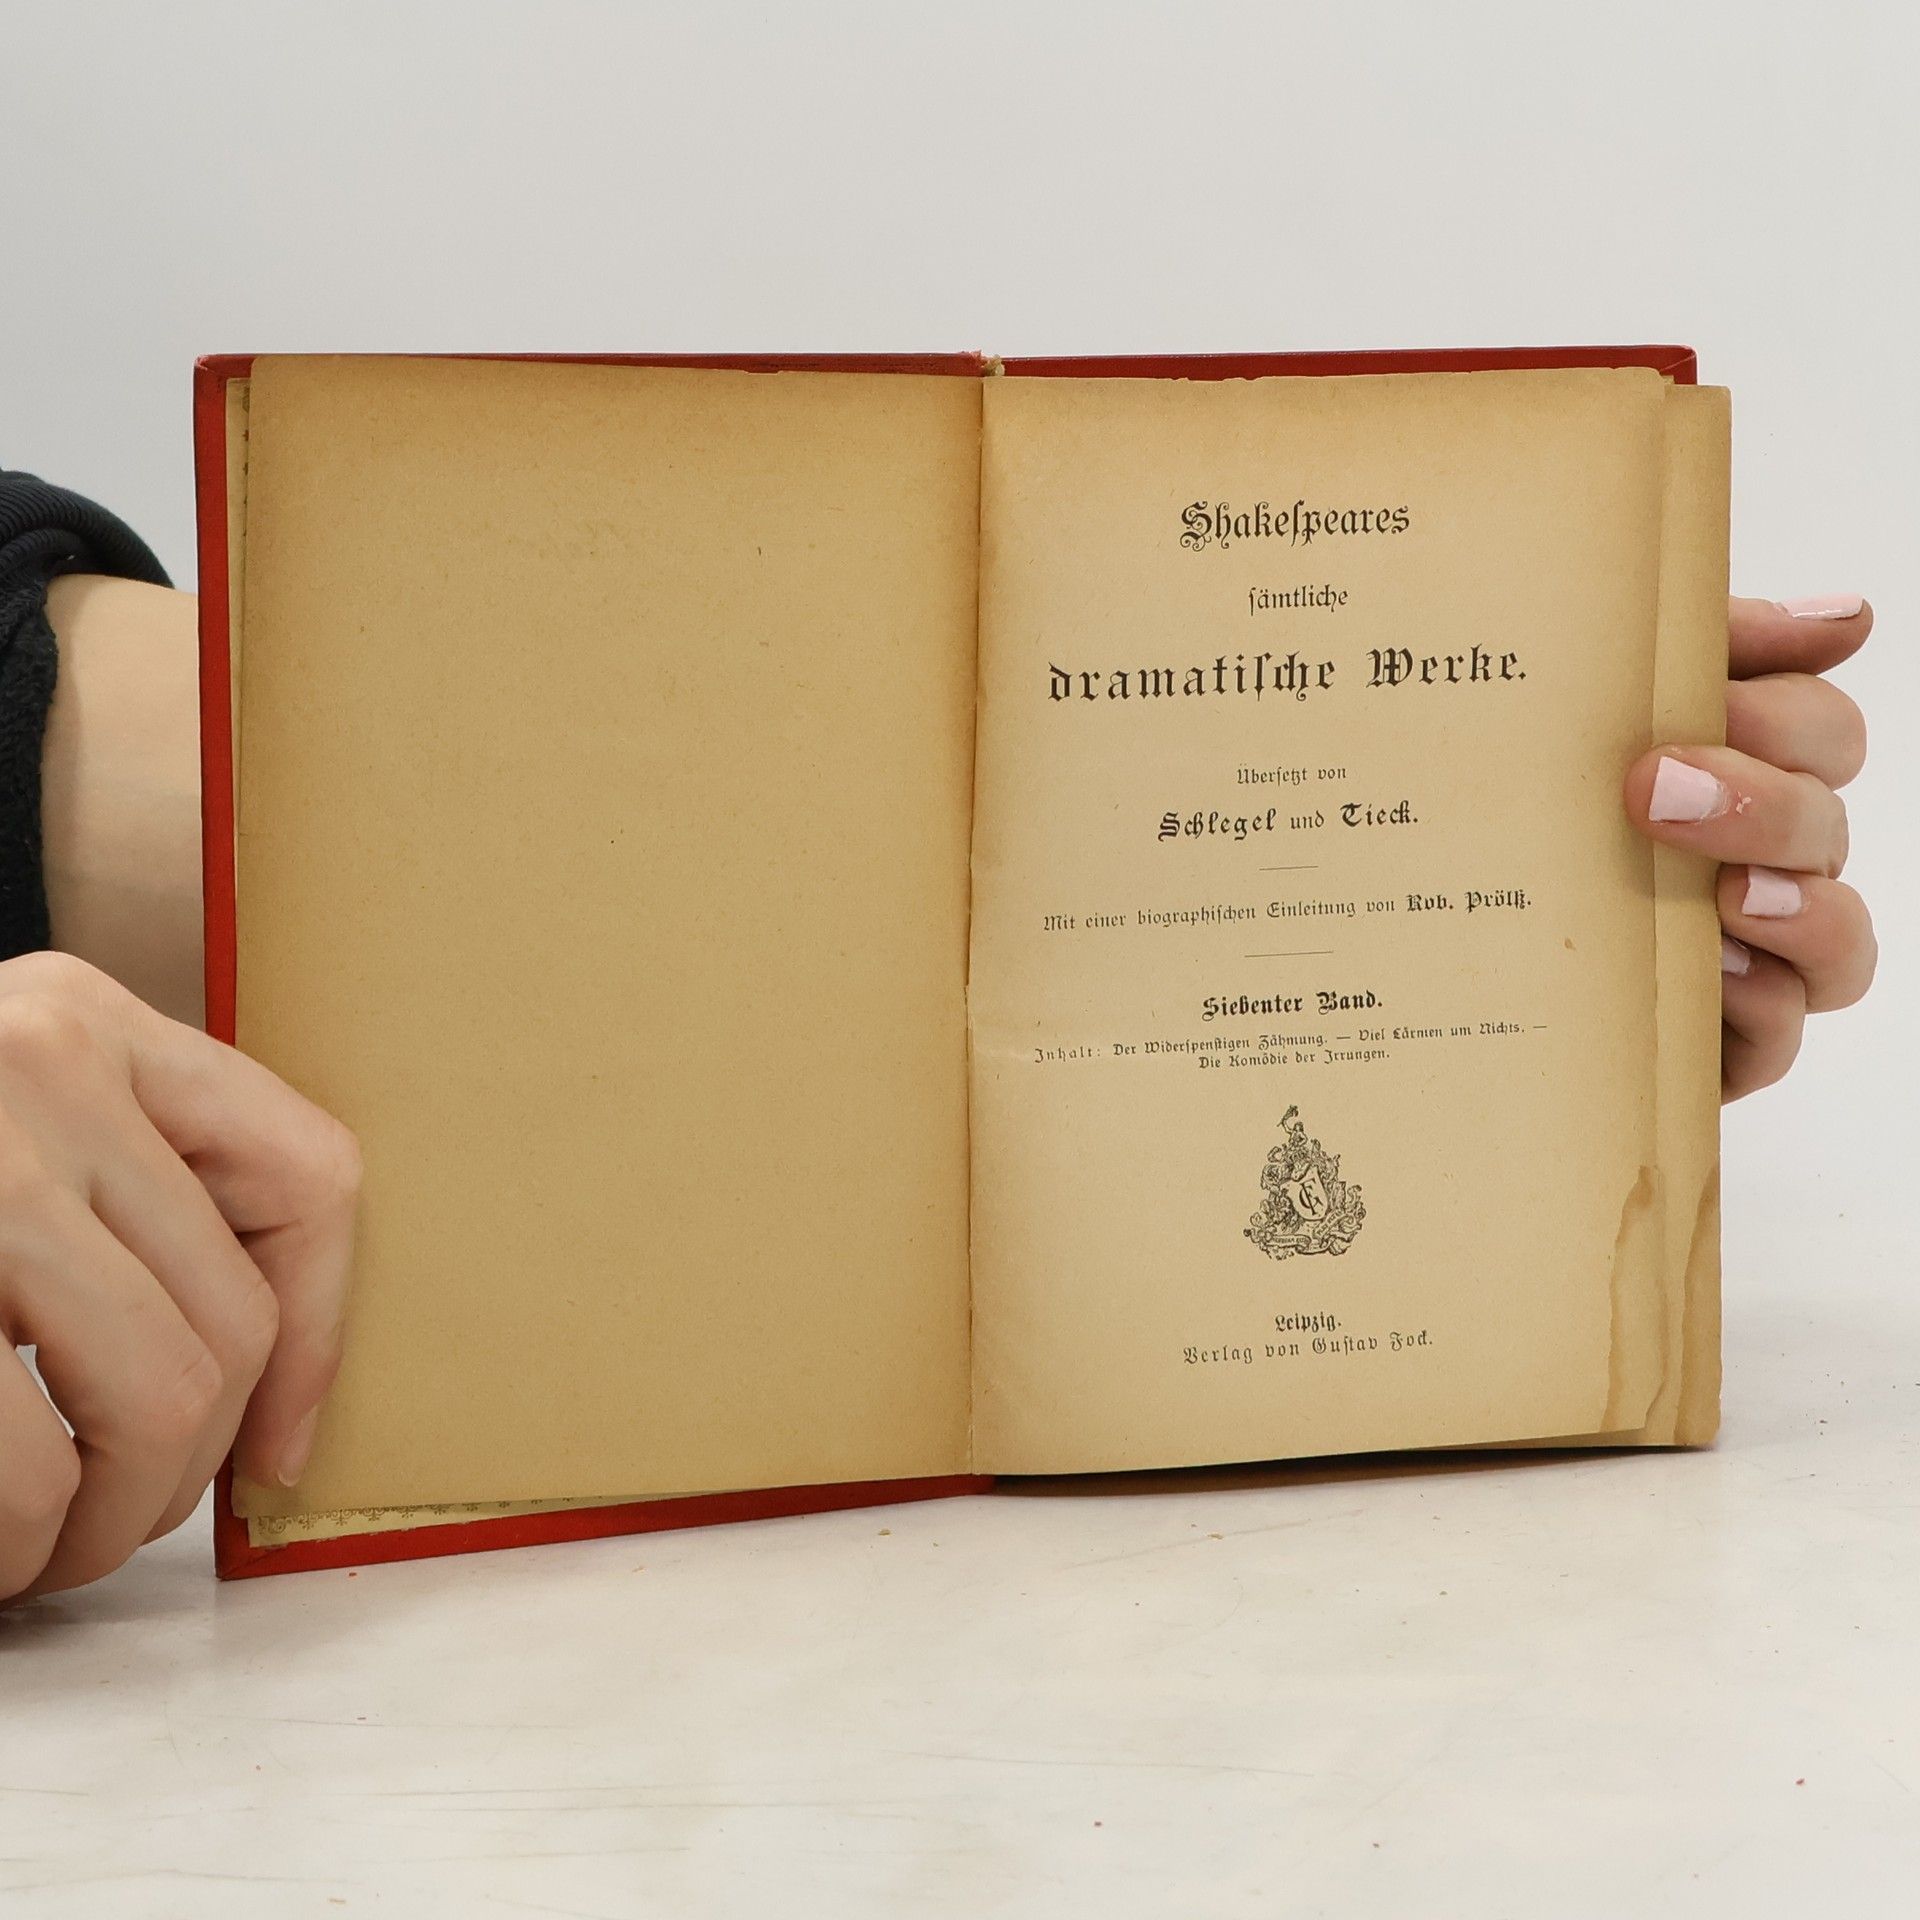 Shakeſpeares
ſämtliche
dramatiſche Werke.
Überſetzt von
Schlegel und Tieck.
Mit einer biographiſchen Einleitung von Rob. Prölß.
Siebenter Band.
Inhalt: Der Widerſpenſtigen Zähmung. — Viel Lärmen um Nichts. —
Die Komödie der Irrungen.
Leipzig.
Verlag von Guſtav Fock.